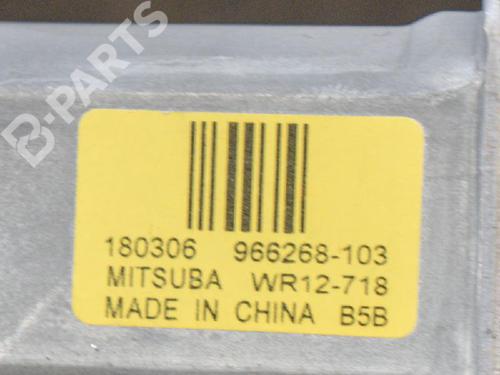 B-PARTS
180306 966268-103
MITSUBA WR12-718
MADE IN CHINA B5B